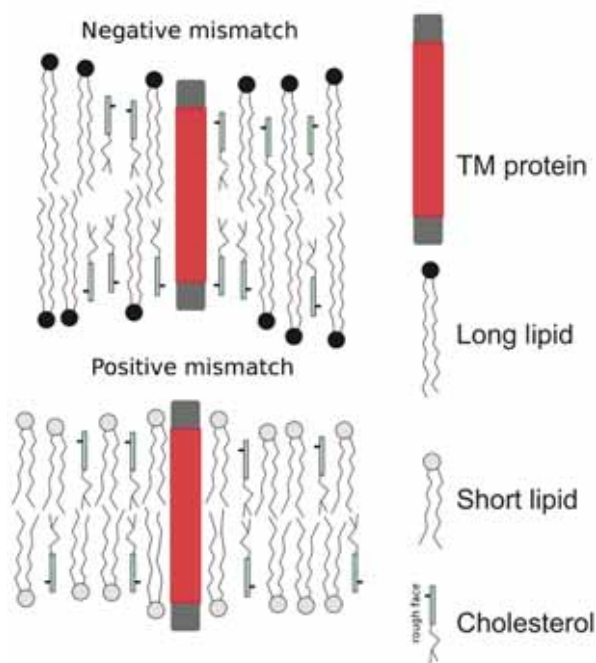 Negative mismatch
TM protein
Long lipid
Positive mismatch
Short lipid
rough face
Cholesterol